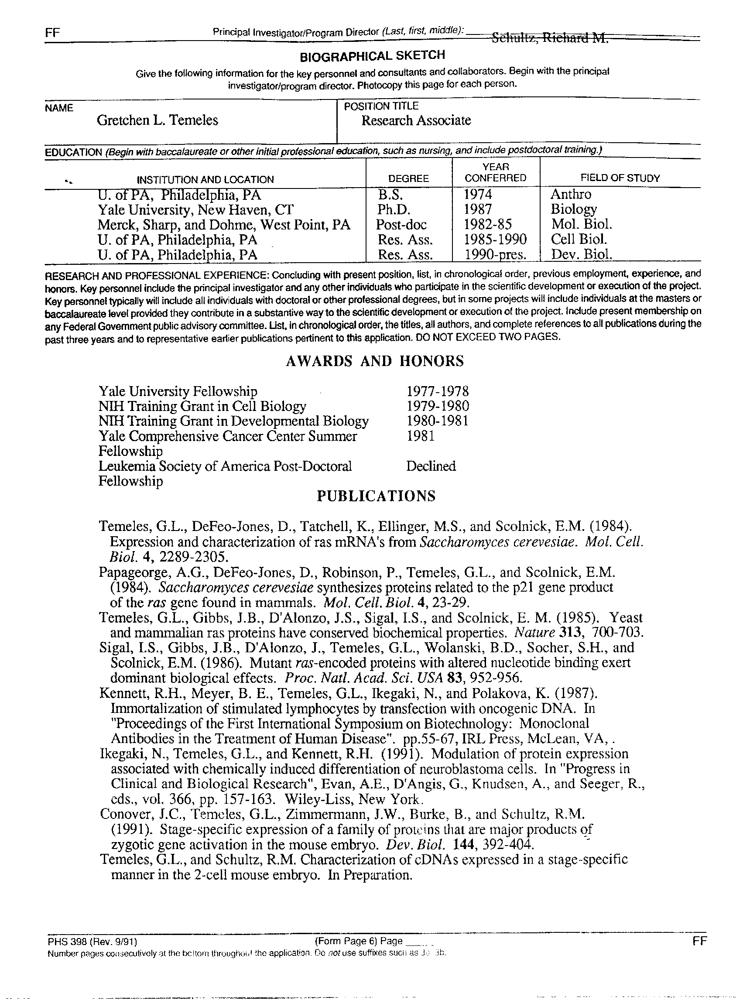 FF Principal Investigator/Program Director (Last, first, middle): Schultz, Richard M.
BIOGRAPHICAL SKETCH
Give the following information for the key personnel and consultants and collaborators. Begin with the principal
investigator/program director. Photocopy this page for each person.
NAME POSITION TITLE
Gretchen L. Temeles Research Associate
EDUCATION (Begin with baccalaureate or other initial professional education, such as nursing, and include postdoctoral training.)
INSTITUTION AND LOCATION DEGREE YEAR CONFERRED FIELD OF STUDY
U. of PA, Philadelphia, PA B.S. 1974 Anthro
Yale University, New Haven, CT Ph.D. 1987 Biology
Merck, Sharp, and Dohme, West Point, PA Post-doc 1982-85 Mol. Biol.
U. of PA, Philadelphia, PA Res. Ass. 1985-1990 Cell Biol.
U. of PA, Philadelphia, PA Res. Ass. 1990-pres. Dev. Biol.
RESEARCH AND PROFESSIONAL EXPERIENCE: Concluding with present position, list, in chronological order, previous employment, experience, and
honors. Key personnel include the principal investigator and any other individuals who participate in the scientific development or execution of the project.
Key personnel typically will include all individuals with doctoral or other professional degrees, but in some projects will include individuals at the masters or
baccalaureate level provided they contribute in a substantive way to the scientific development or execution of the project. Include present membership on
any Federal Government public advisory committee. List, in chronological order, the titles, all authors, and complete references to all publications during the
past three years and to representative earlier publications pertinent to this application. DO NOT EXCEED TWO PAGES.
AWARDS AND HONORS
Yale University Fellowship 1977-1978
NIH Training Grant in Cell Biology 1979-1980
NIH Training Grant in Developmental Biology 1980-1981
Yale Comprehensive Cancer Center Summer 1981
Fellowship
Leukemia Society of America Post-Doctoral Declined
Fellowship
PUBLICATIONS
Temeles, G.L., DeFeo-Jones, D., Tatchell, K., Ellinger, M.S., and Scolnick, E.M. (1984).
Expression and characterization of ras mRNA's from Saccharomyces cerevesiae. Mol. Cell.
Biol. 4, 2289-2305.
Papageorge, A.G., DeFeo-Jones, D., Robinson, P., Temeles, G.L., and Scolnick, E.M.
(1984). Saccharomyces cerevesiae synthesizes proteins related to the p21 gene product
of the ras gene found in mammals. Mol. Cell. Biol. 4, 23-29.
Temeles, G.L., Gibbs, J.B., D'Alonzo, J.S., Sigal, I.S., and Scolnick, E. M. (1985). Yeast
and mammalian ras proteins have conserved biochemical properties. Nature 313, 700-703.
Sigal, I.S., Gibbs, J.B., D'Alonzo, J., Temeles, G.L., Wolanski, B.D., Socher, S.H., and
Scolnick, E.M. (1986). Mutant ras-encoded proteins with altered nucleotide binding exert
dominant biological effects. Proc. Natl. Acad. Sci. USA 83, 952-956.
Kennett, R.H., Meyer, B. E., Temeles, G.L., Ikegaki, N., and Polakova, K. (1987).
Immortalization of stimulated lymphocytes by transfection with oncogenic DNA. In
"Proceedings of the First International Symposium on Biotechnology: Monoclonal
Antibodies in the Treatment of Human Disease". pp.55-67, IRL Press, McLean, VA, .
Ikegaki, N., Temeles, G.L., and Kennett, R.H. (1991). Modulation of protein expression
associated with chemically induced differentiation of neuroblastoma cells. In "Progress in
Clinical and Biological Research", Evan, A.E., D'Angis, G., Knudsen, A., and Seeger, R.,
eds., vol. 366, pp. 157-163. Wiley-Liss, New York.
Conover, J.C., Temeles, G.L., Zimmermann, J.W., Burke, B., and Schultz, R.M.
(1991). Stage-specific expression of a family of proteins that are major products of
zygotic gene activation in the mouse embryo. Dev. Biol. 144, 392-404.
Temeles, G.L., and Schultz, R.M. Characterization of cDNAs expressed in a stage-specific
manner in the 2-cell mouse embryo. In Preparation.
PHS 398 (Rev. 9/91) (Form Page 6) Page FF
Number pages consecutively at the bottom throughout the application. Do not use suffixes such as 3a, 3b.